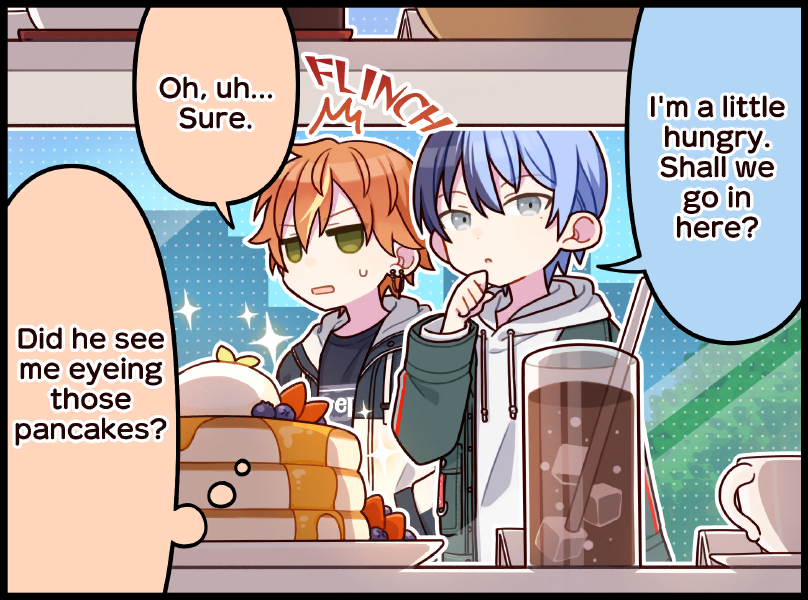 I'm a little
hungry.
Shall we
go in
here?
FLINCH
Oh, uh...
Sure.
Did he see
me eyeing
those
pancakes?